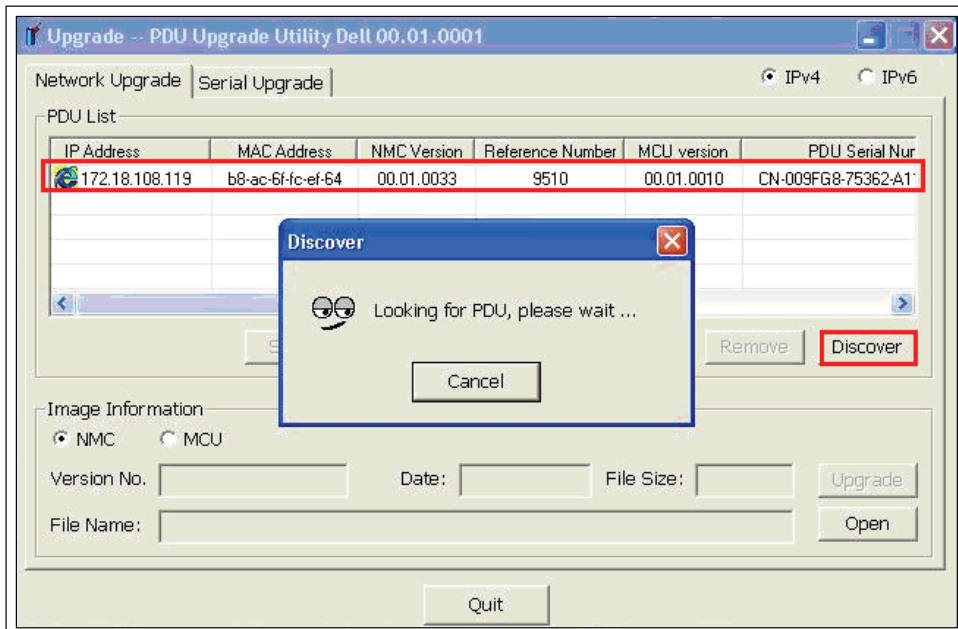 Upgrade -- PDU Upgrade Utility Dell 00.01.0001
Network Upgrade Serial Upgrade IPv4 IPv6
PDU List
IP Address MAC Address NMC Version Reference Number MCU version PDU Serial Nur
172.18.108.119 b8-ac-6f-fc-ef-64 00.01.0033 9510 00.01.0010 CN-009FG8-75362-A1
Discover
Looking for PDU, please wait ...
Remove Discover
Cancel
Image Information
NMC MCU
Version No. Date: File Size: Upgrade
File Name: Open
Quit